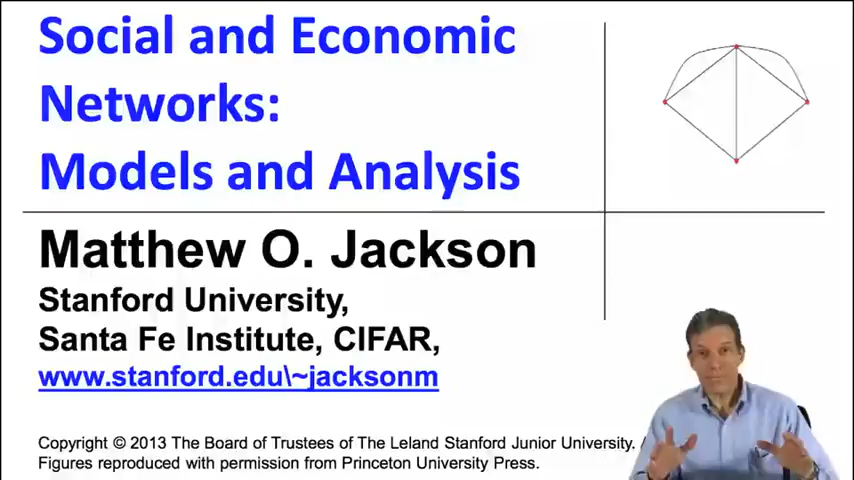 Social and Economic
Networks:
Models and Analysis
Matthew O. Jackson
Stanford University,
Santa Fe Institute, CIFAR,
www.stanford.edu\~jacksonm
Copyright © 2013 The Board of Trustees of The Leland Stanford Junior University.
Figures reproduced with permission from Princeton University Press.